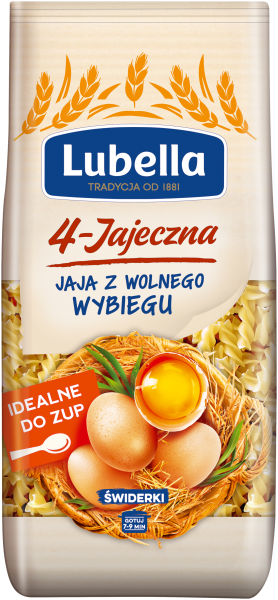 Lubella
TRADYCJA OD 1881
4-Jajeczna
JAJA Z WOLNEGO
WYBIEGU
IDEALNE
DO ZUP
ŚWIDERKI
GOTUJ
7-9 MIN